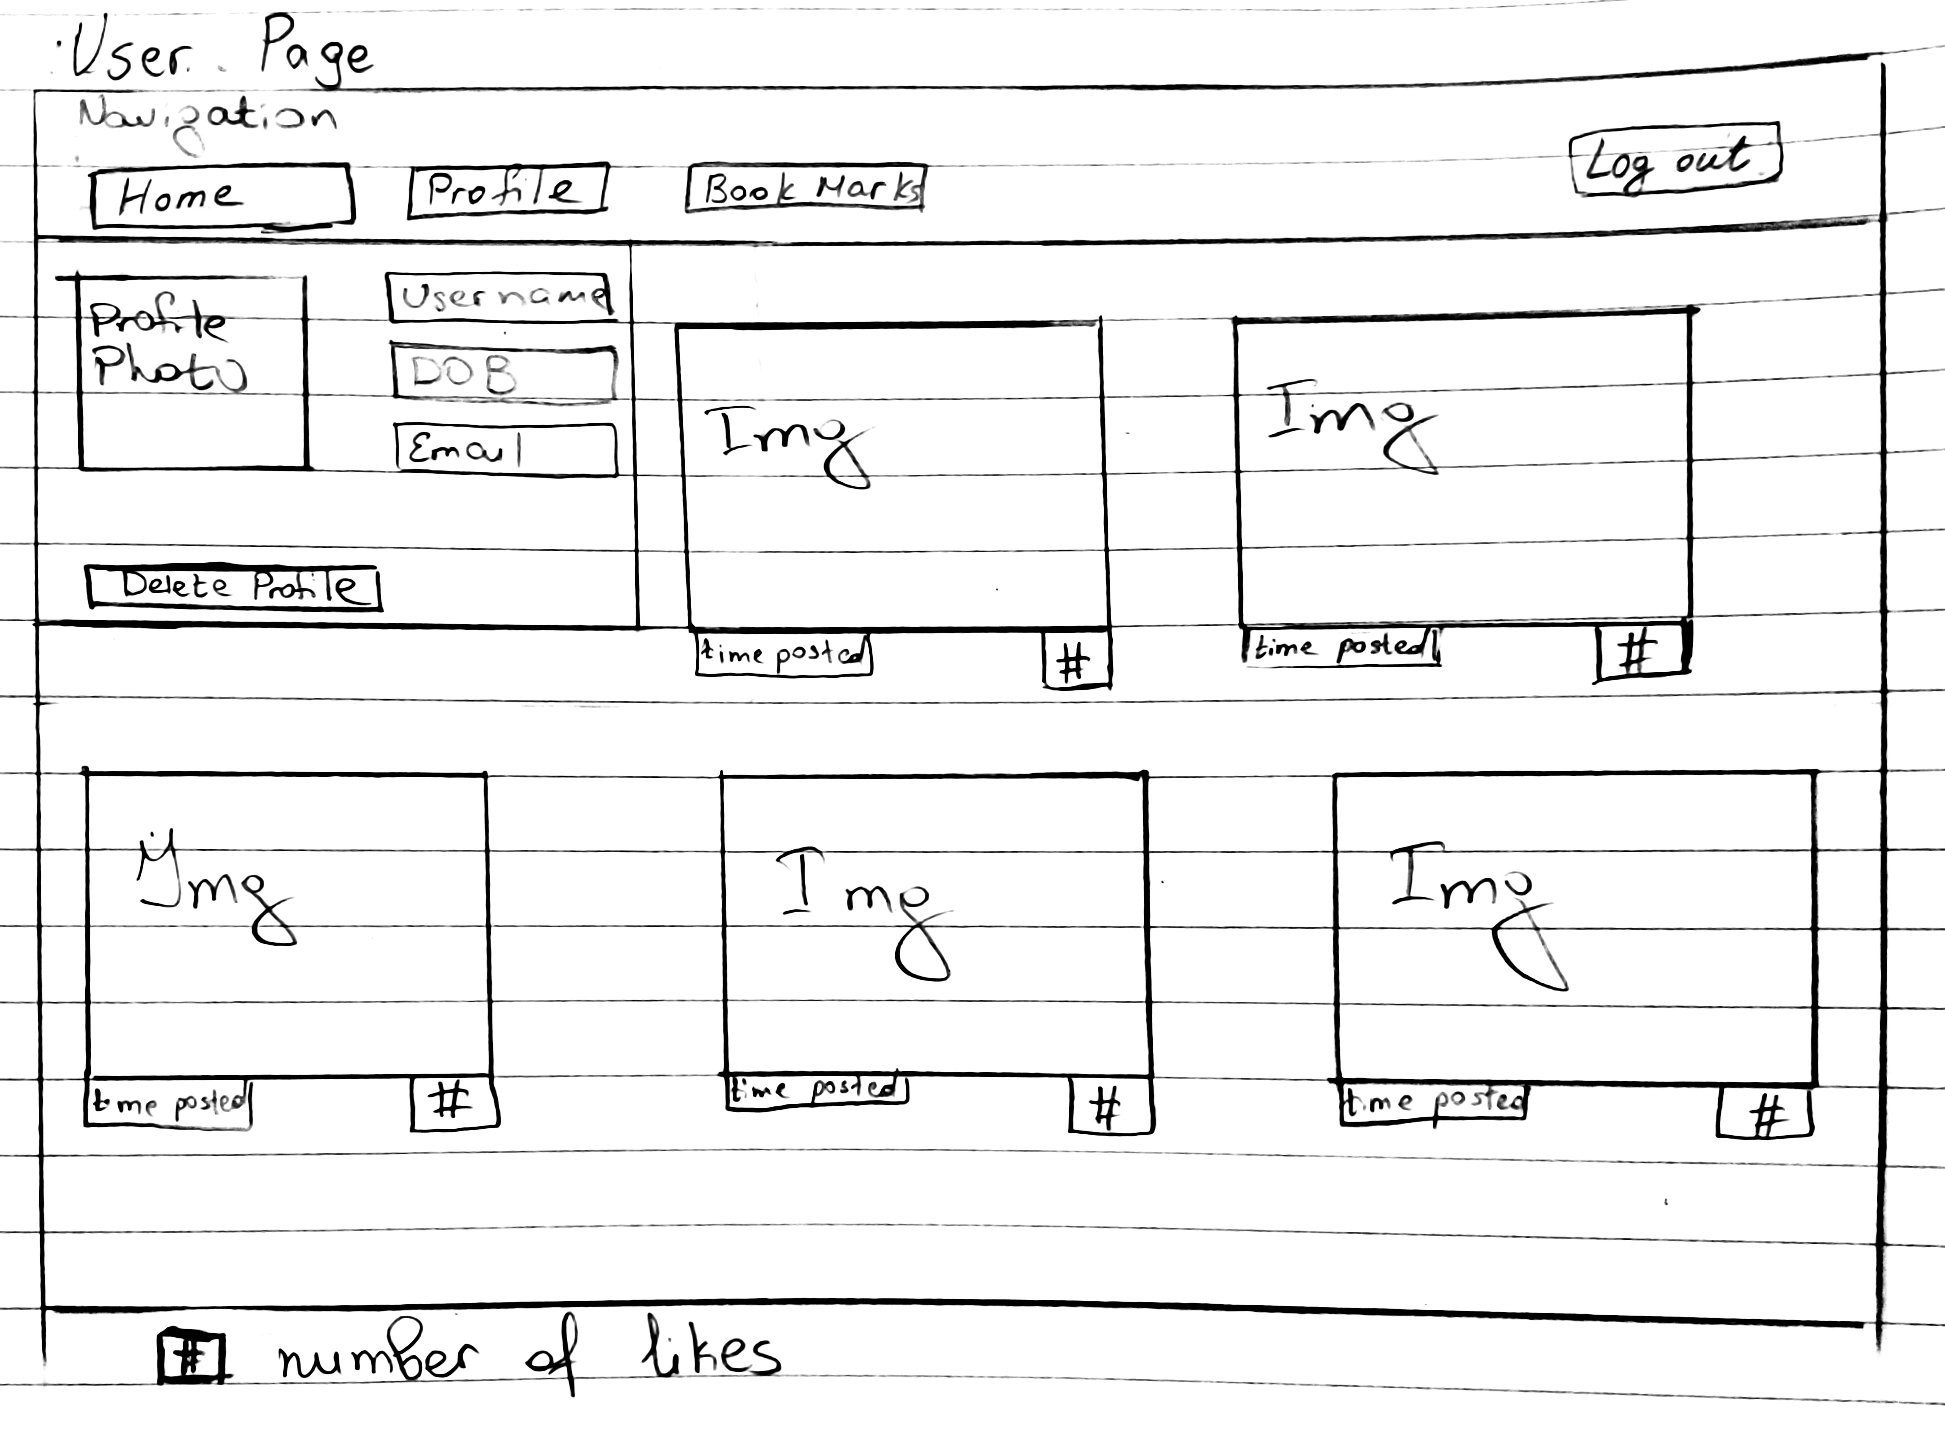 User Page
Navigation
Home
Profile
Book Marks
Log out
Profile
Photo
Username
DOB
Email
Delete Profile
Img
time posted
#
Img
time posted
#
Img
time posted
#
Img
time posted
#
Img
time posted
#
# number of likes